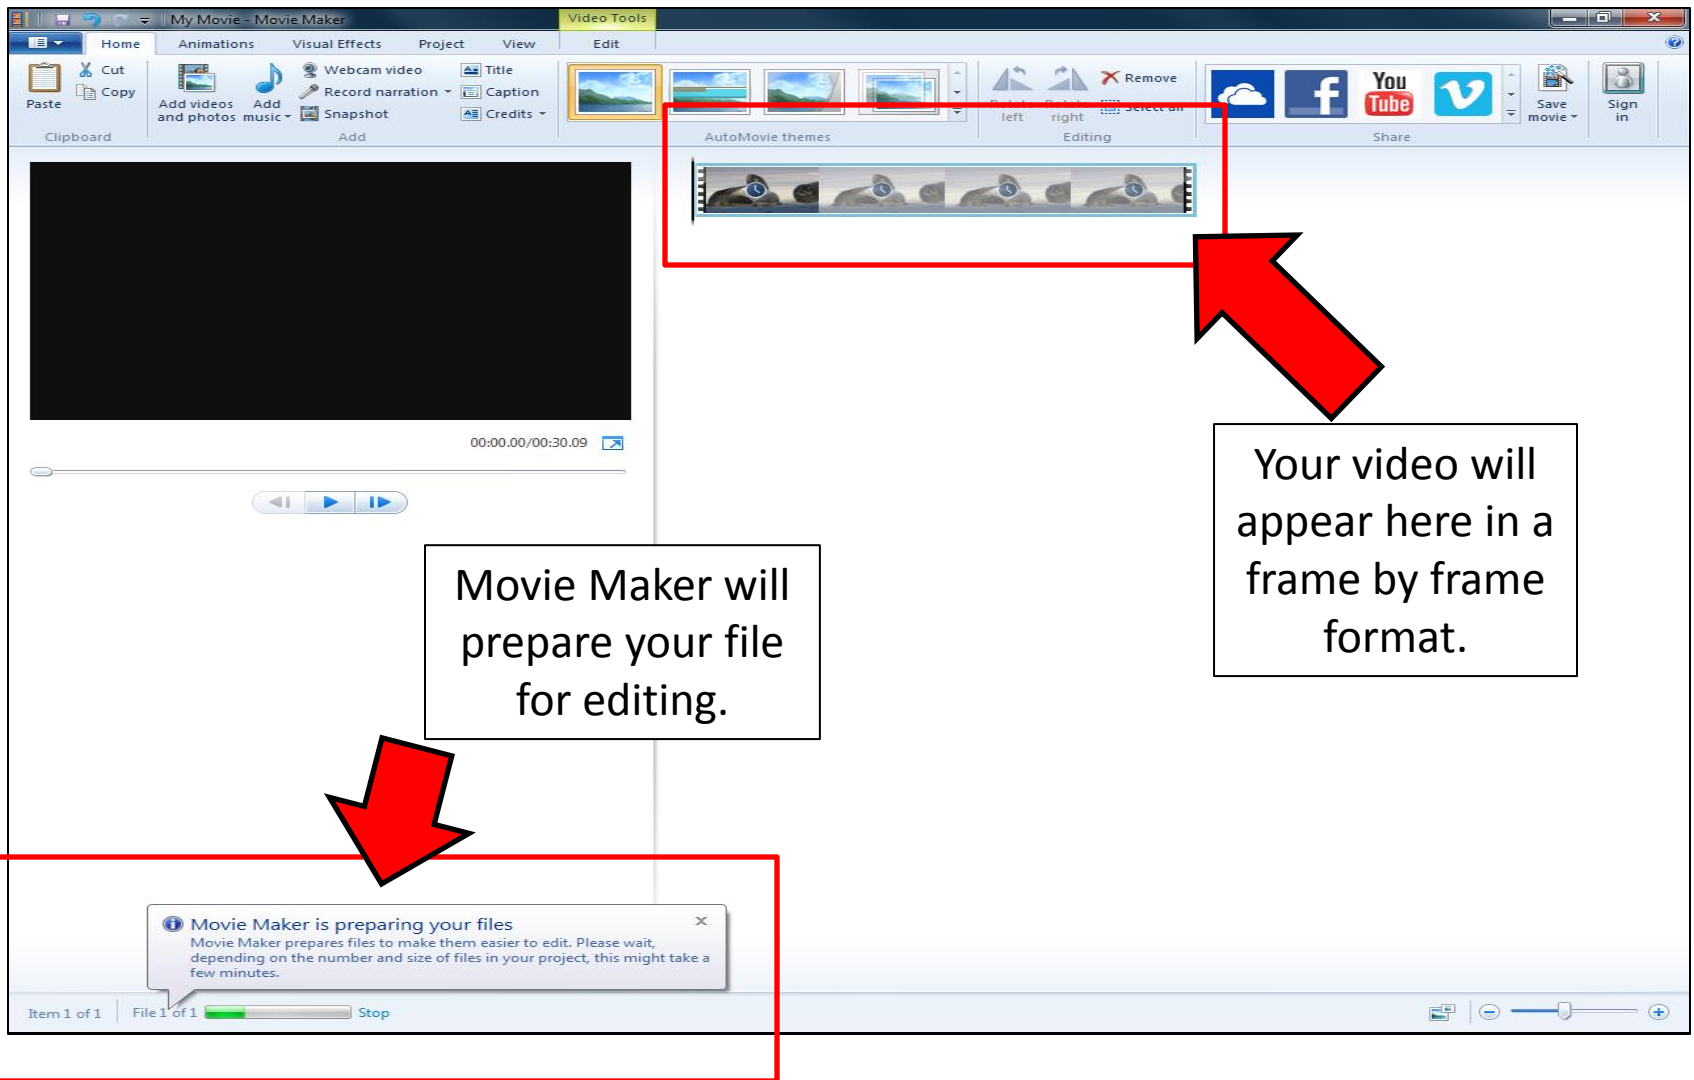 My Movie - Movie Maker
Video Tools
Home Animations Visual Effects Project View Edit
Paste
Cut
Copy
Clipboard
Add videos and photos
Add music
Webcam video
Record narration
Snapshot
Title
Caption
Credits
Add
AutoMovie themes
Rotate left
Rotate right
Remove
Select all
Editing
f
You
Tube
Share
Save
movie
Sign
in
00:00.00/00:30.09
Your video will
appear here in a
frame by frame
format.
Movie Maker will
prepare your file
for editing.
Movie Maker is preparing your files
Movie Maker prepares files to make them easier to edit. Please wait,
depending on the number and size of files in your project, this might take a
few minutes.
Item 1 of 1 File 1 of 1 Stop